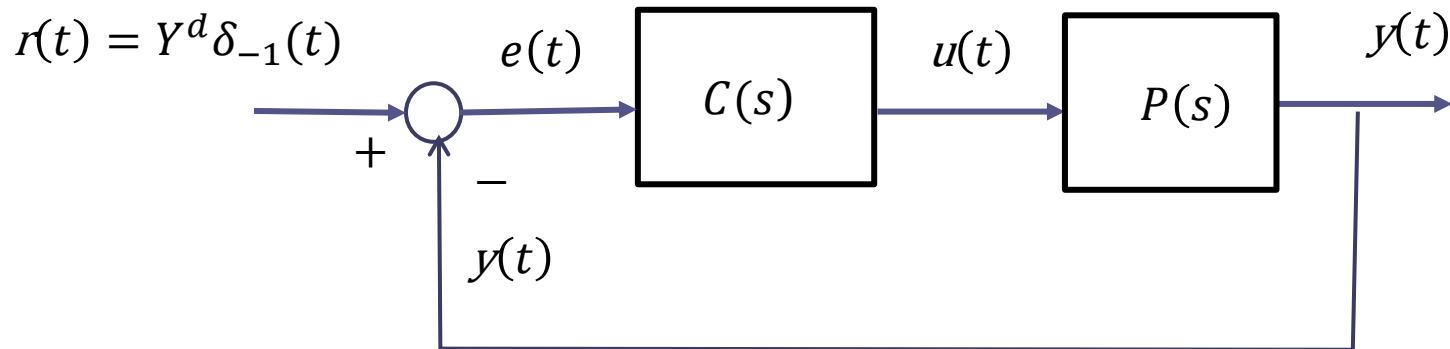 r(t) = Y^d δ_{-1}(t)
e(t)
C(s)
u(t)
P(s)
y(t)
+
−
y(t)